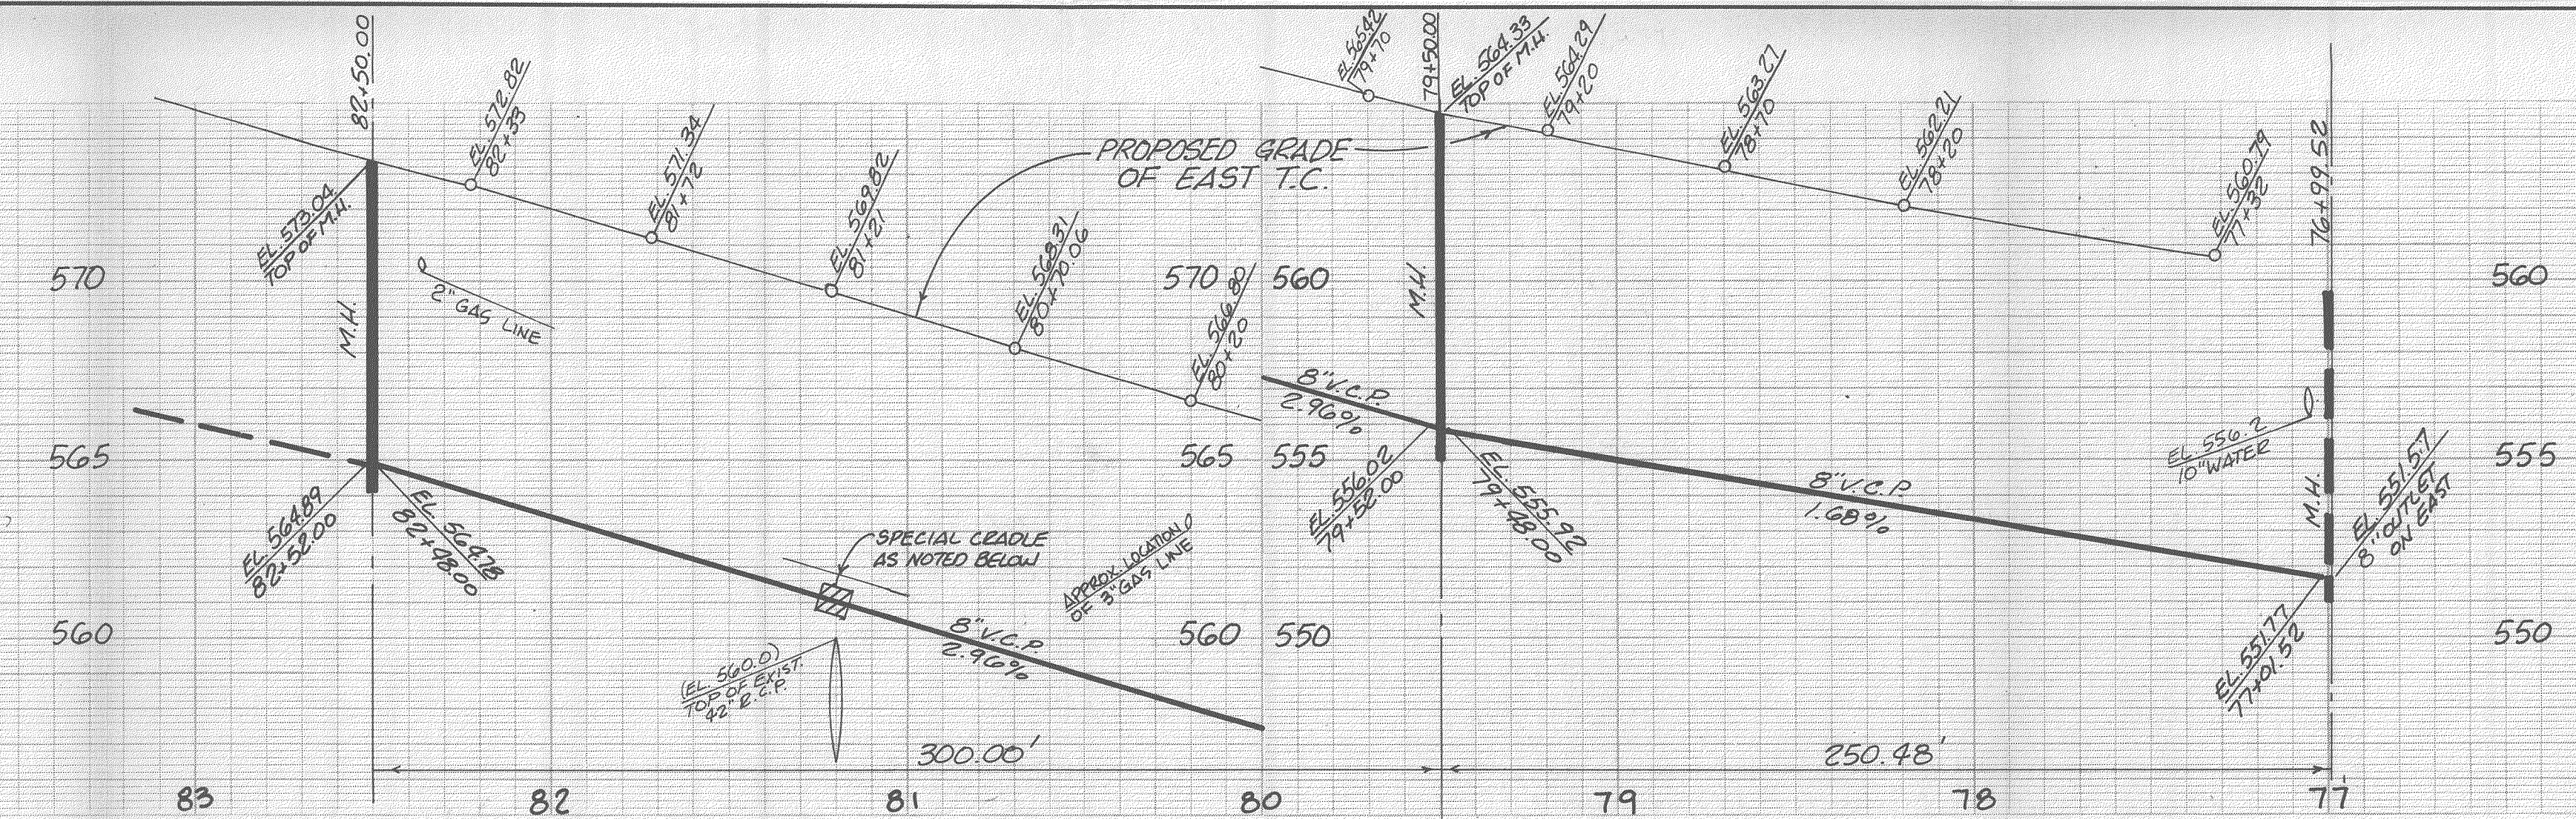 82+50.00
EL. 572.82
82+33
EL. 571.34
81+72
EL. 569.82
81+21
EL. 568.31
80+70.06
EL. 566.80
80+20
EL. 565.42
79+70
79+50.00
EL. 564.33
TOP OF M.H.
EL. 564.29
79+20
EL. 563.27
78+70
EL. 562.21
78+20
EL. 560.79
77+32
76+99.52
PROPOSED GRADE
OF EAST T.C.
EL. 573.04
TOP OF M.H.
M.H.
2" GAS LINE
570
570
560
M.H.
560
8" V.C.P.
2.96%
565
565
555
EL 556.2
10" WATER
M.H.
555
EL. 564.89
82+52.00
EL. 564.78
82+48.00
SPECIAL CRADLE
AS NOTED BELOW
APPROX. LOCATION
OF 3" GAS LINE
EL. 556.02
79+52.00
EL. 555.92
79+48.00
8" V.C.P.
1.68%
EL. 551.57
8" OUTLET
ON EAST
560
8" V.C.P.
2.96%
560
550
550
(EL. 560.0)
TOP OF EXIST.
42" R.C.P.
EL. 551.77
77+01.52
300.00'
250.48'
83
82
81
80
79
78
77